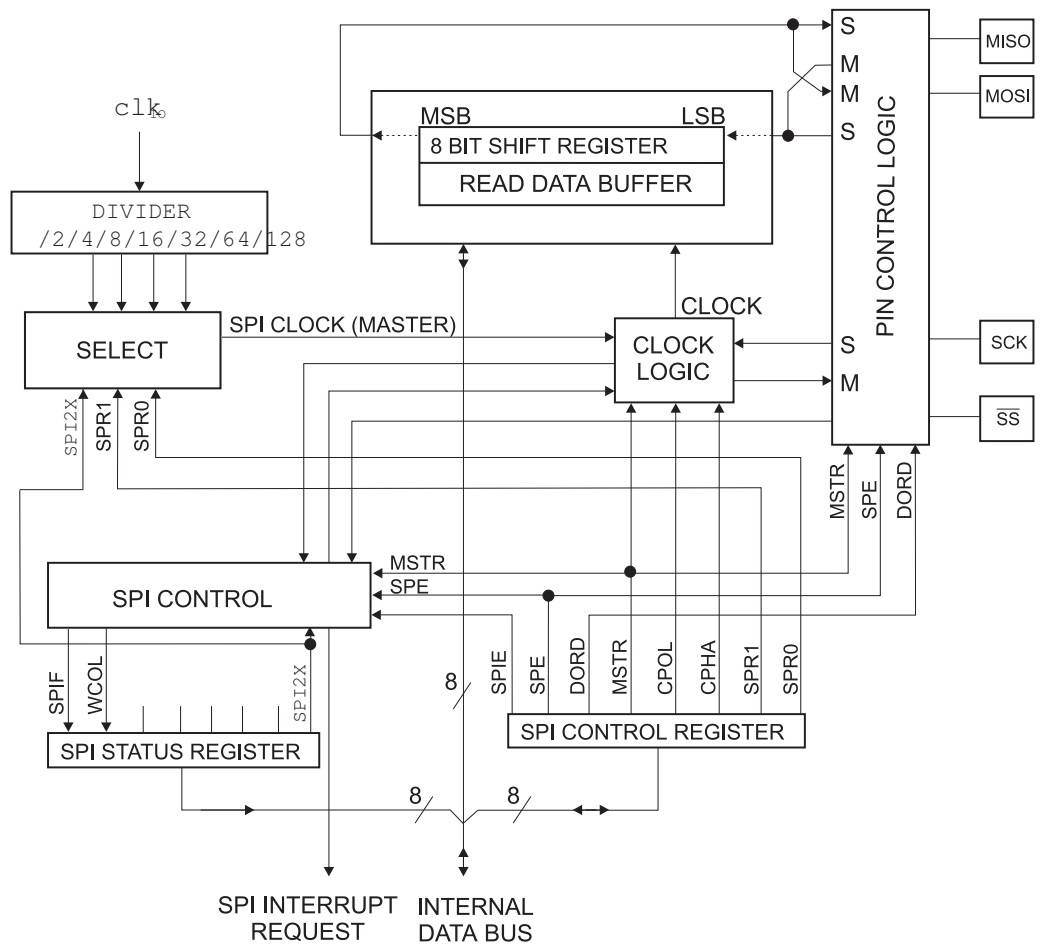 S
MISO
M
clkIO
MSB
LSB
M
MOSI
S
8 BIT SHIFT REGISTER
READ DATA BUFFER
PIN CONTROL LOGIC
DIVIDER
/2/4/8/16/32/64/128
CLOCK
SPI CLOCK (MASTER)
SELECT
CLOCK
LOGIC
S
SCK
M
SPI2X
SPR1
SPR0
SS
MSTR
SPE
DORD
MSTR
SPE
SPI CONTROL
SPIF
WCOL
SPI2X
8
SPIE
SPE
DORD
MSTR
CPOL
CPHA
SPR1
SPR0
SPI STATUS REGISTER
SPI CONTROL REGISTER
8
8
SPI INTERRUPT
REQUEST
INTERNAL
DATA BUS